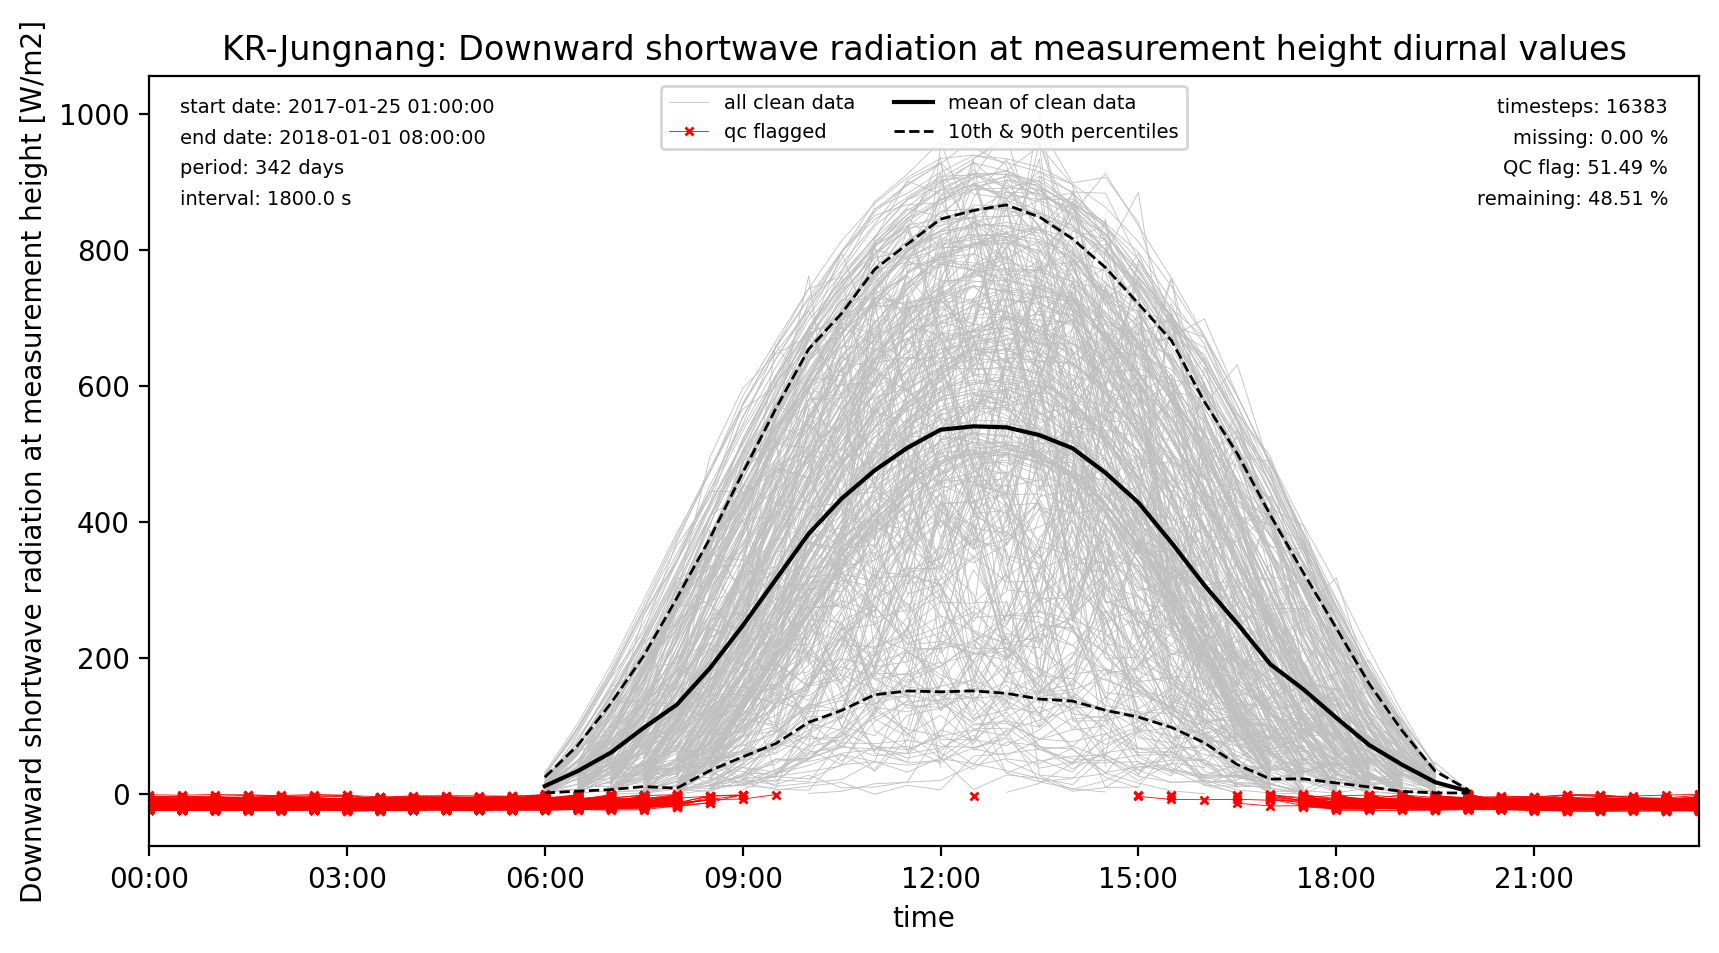 KR-Jungnang: Downward shortwave radiation at measurement height diurnal values
Downward shortwave radiation at measurement height [W/m2]
start date: 2017-01-25 01:00:00
end date: 2018-01-01 08:00:00
period: 342 days
interval: 1800.0 s
all clean data
qc flagged
mean of clean data
10th & 90th percentiles
timesteps: 16383
missing: 0.00 %
QC flag: 51.49 %
remaining: 48.51 %
1000
800
600
400
200
0
00:00 03:00 06:00 09:00 12:00 15:00 18:00 21:00
time